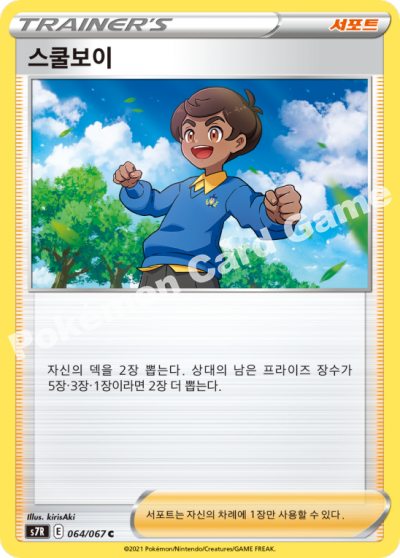 TRAINER'S 서포트
스쿨보이
Pokémon Card Game
자신의 덱을 2장 뽑는다. 상대의 남은 프라이즈 장수가
5장·3장·1장이라면 2장 더 뽑는다.
Illus. kirisAki
s7R E 064/067 C
서포트는 자신의 차례에 1장만 사용할 수 있다.
©2021 Pokémon/Nintendo/Creatures/GAME FREAK.